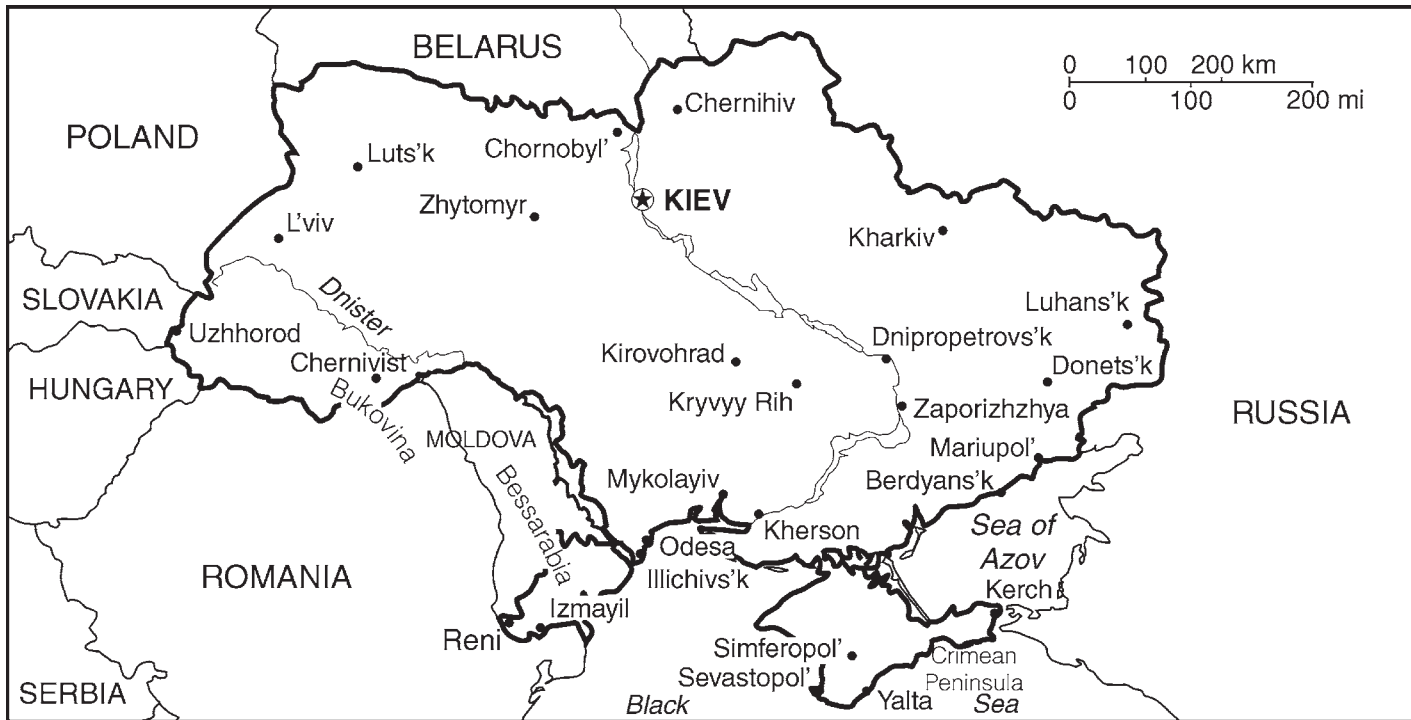 BELARUS
0 100 200 km
0 100 200 mi
POLAND
Chernihiv
Chornobyl'
Luts'k
Zhytomyr
KIEV
L'viv
Kharkiv
SLOVAKIA
Dnister
Luhans'k
Uzhhorod
Dnipropetrovs'k
Kirovohrad
Chernivist
Donets'k
HUNGARY
Bukovina
Kryvyy Rih
Zaporizhzhya
RUSSIA
MOLDOVA
Mariupol'
Bessarabia
Mykolayiv
Berdyans'k
Kherson
Sea of
Azov
Odesa
ROMANIA
Illichivs'k
Kerch
Izmayil
Reni
Simferopol'
Crimean
Peninsula
Sevastopol'
SERBIA
Yalta
Black
Sea